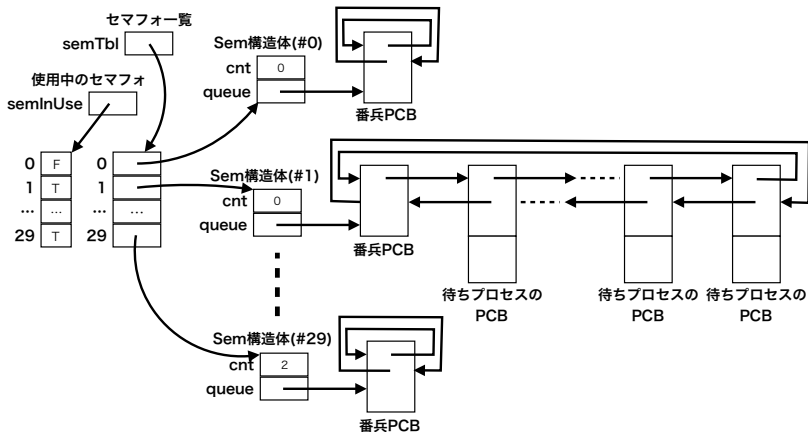 セマフォ一覧
semTbl
使用中のセマフォ
semInUse
Sem構造体(#0)
cnt 0
queue
番兵PCB
0 F 0
1 T 1
... ... ... ...
29 T 29
Sem構造体(#1)
cnt 0
queue
番兵PCB
待ちプロセスの
PCB
待ちプロセスの
PCB
待ちプロセスの
PCB
Sem構造体(#29)
cnt 2
queue
番兵PCB